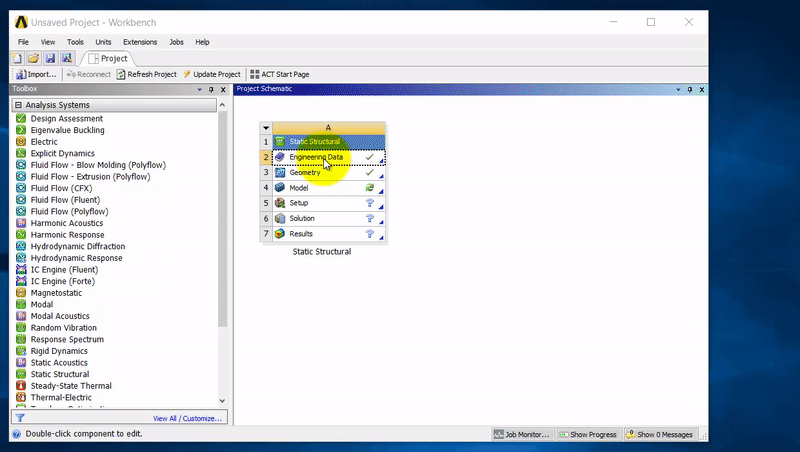 Unsaved Project - Workbench
File View Tools Units Extensions Jobs Help
Project
Import... Reconnect Refresh Project Update Project ACT Start Page
Toolbox
Project Schematic
Analysis Systems
Design Assessment
Eigenvalue Buckling
Electric
Explicit Dynamics
Fluid Flow - Blow Molding (Polyflow)
Fluid Flow - Extrusion (Polyflow)
Fluid Flow (CFX)
Fluid Flow (Fluent)
Fluid Flow (Polyflow)
Harmonic Acoustics
Harmonic Response
Hydrodynamic Diffraction
Hydrodynamic Response
IC Engine (Fluent)
IC Engine (Forte)
Magnetostatic
Modal
Modal Acoustics
Random Vibration
Response Spectrum
Rigid Dynamics
Static Acoustics
Static Structural
Steady-State Thermal
Thermal-Electric
View All / Customize...
A
1 Static Structural
2 Engineering Data
3 Geometry
4 Model
5 Setup
6 Solution
7 Results
Static Structural
Double-click component to edit.
Job Monitor... Show Progress Show 0 Messages